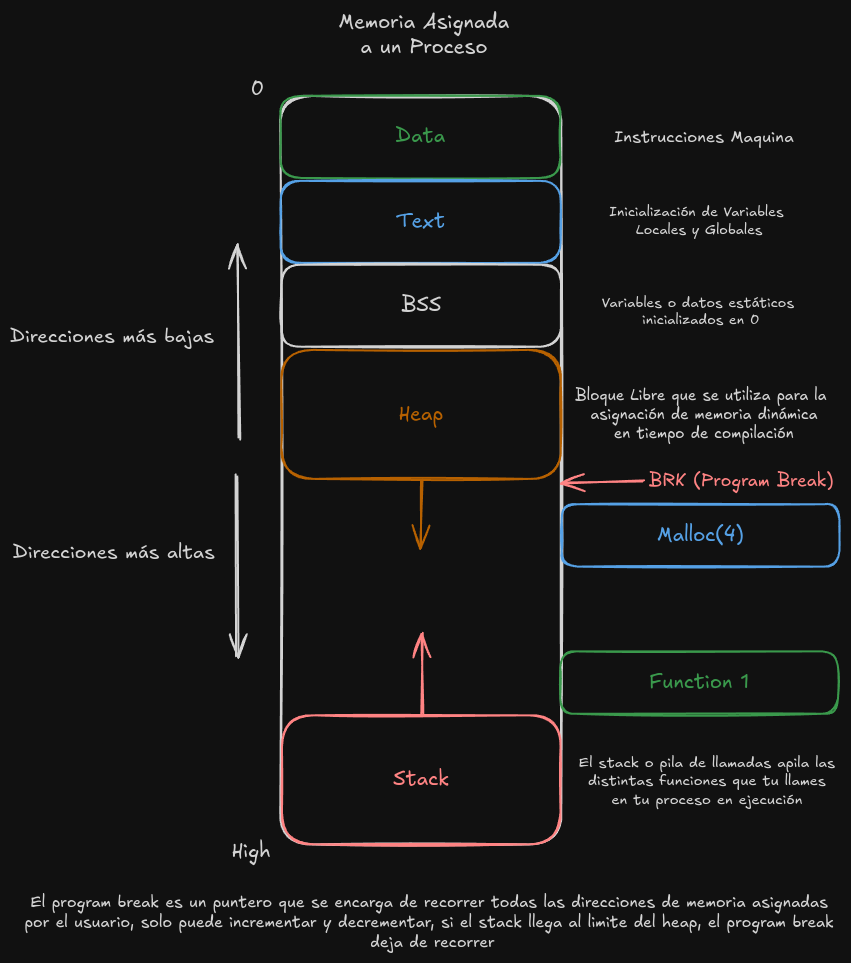 Memoria Asignada
a un Proceso
0
Data
Instrucciones Maquina
Text
Inicialización de Variables
Locales y Globales
BSS
Variables o datos estáticos
inicializados en 0
Direcciones más bajas
Heap
Bloque Libre que se utiliza para la
asignación de memoria dinámica
en tiempo de compilación
BRK (Program Break)
Malloc(4)
Direcciones más altas
Function 1
Stack
El stack o pila de llamadas apila las
distintas funciones que tu llames
en tu proceso en ejecución
High
El program break es un puntero que se encarga de recorrer todas las direcciones de memoria asignadas
por el usuario, solo puede incrementar y decrementar, si el stack llega al limite del heap, el program break
deja de recorrer